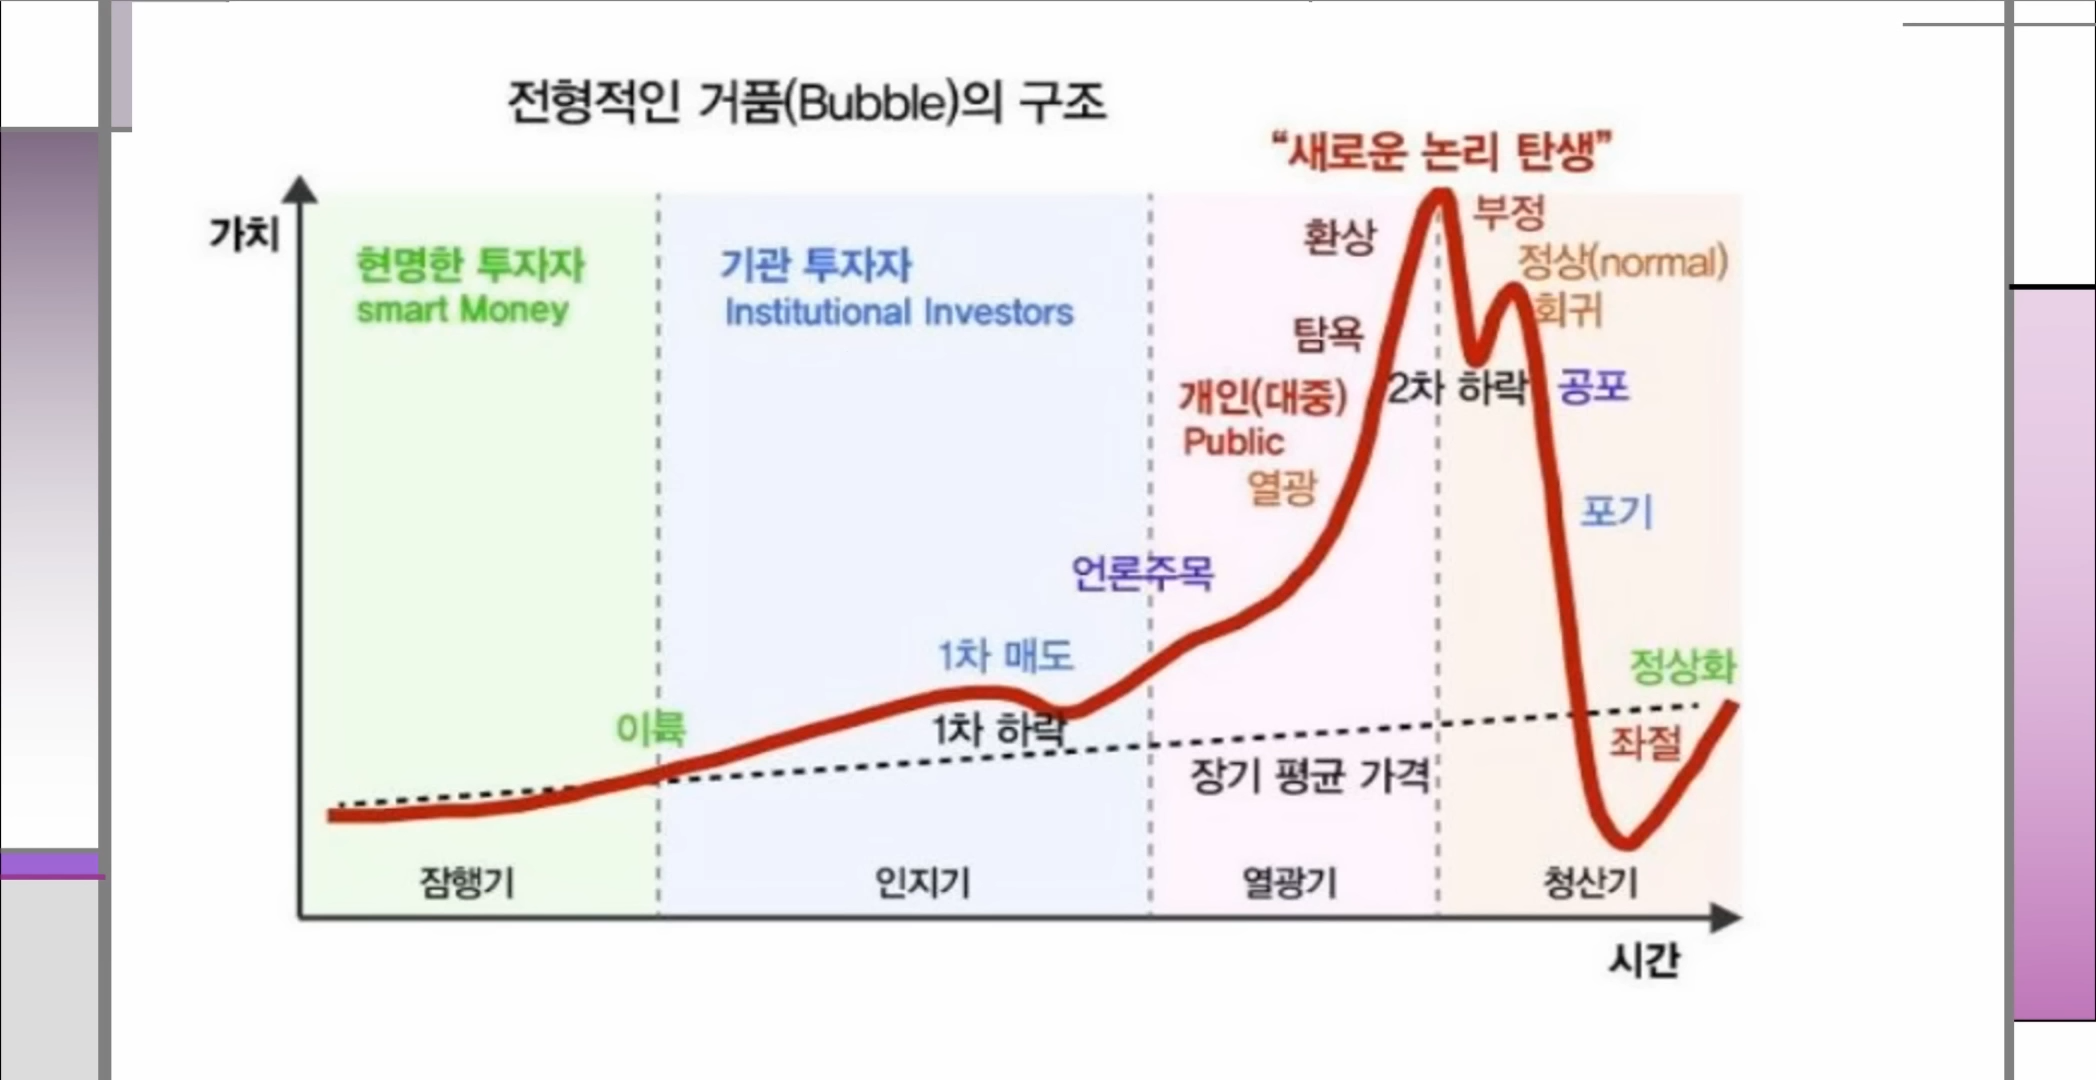 전형적인 거품(Bubble)의 구조
“새로운 논리 탄생”
가치
현명한 투자자
smart Money
기관 투자자
Institutional Investors
환상
부정
정상(normal)
회귀
탐욕
개인(대중)
Public
2차 하락
공포
열광
포기
언론주목
1차 매도
1차 하락
이륙
정상화
좌절
장기 평균 가격
잠행기
인지기
열광기
청산기
시간